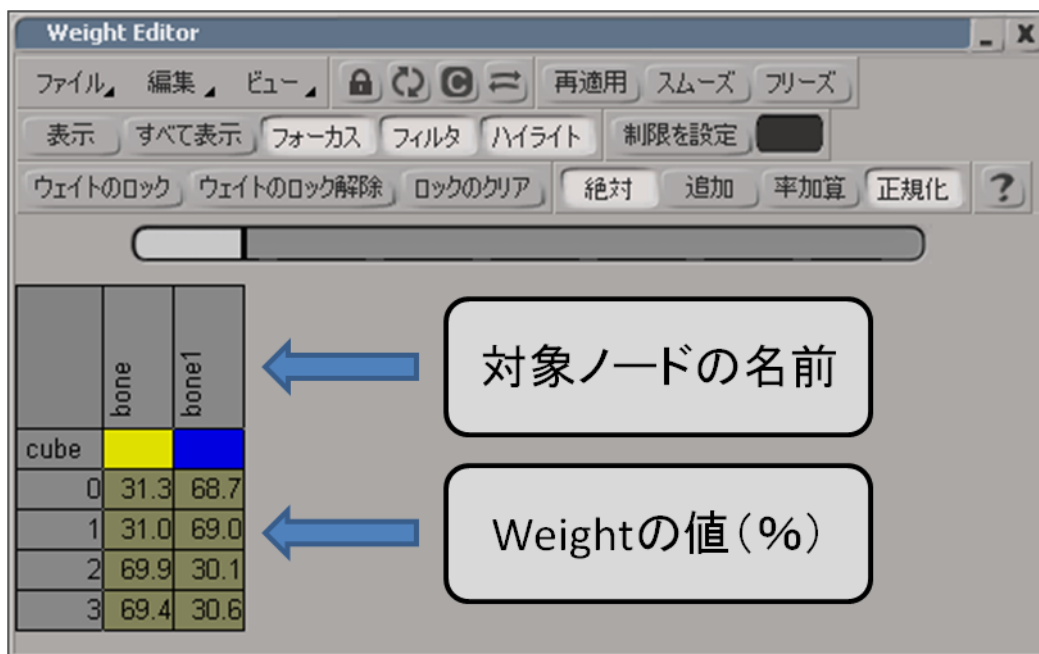 Weight Editor
ファイル 編集 ビュー 再適用 スムーズ フリーズ
表示 すべて表示 フォーカス フィルタ ハイライト 制限を設定
ウェイトのロック ウェイトのロック解除 ロックのクリア 絶対 追加 率加算 正規化 ?
bone bone1
対象ノードの名前
cube
0 31.3 68.7
1 31.0 69.0
Weightの値(%)
2 69.9 30.1
3 69.4 30.6